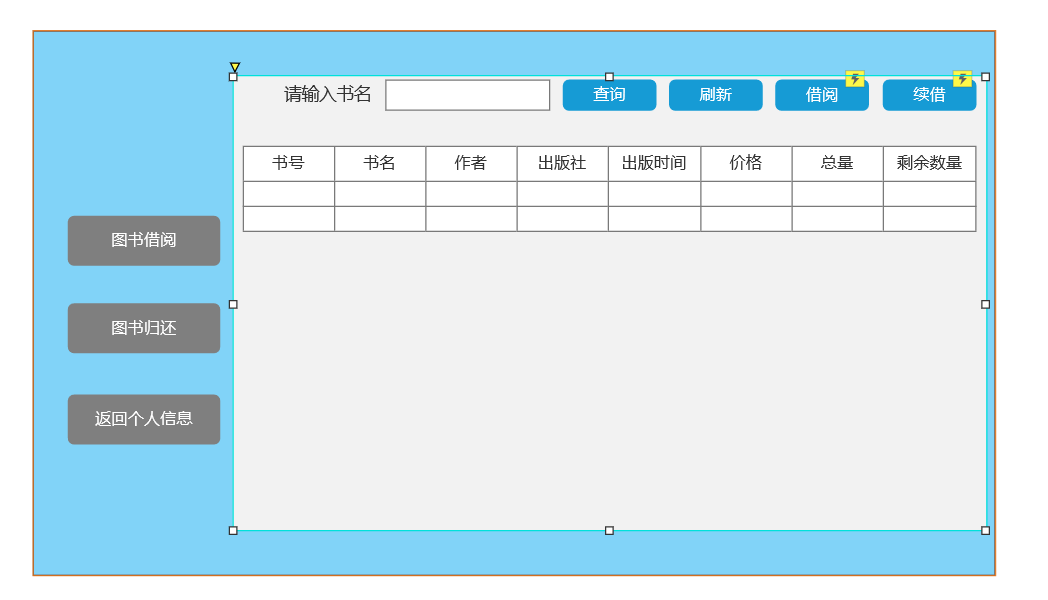 请输入书名 查询 刷新 借阅 续借
书号 书名 作者 出版社 出版时间 价格 总量 剩余数量
图书借阅
图书归还
返回个人信息